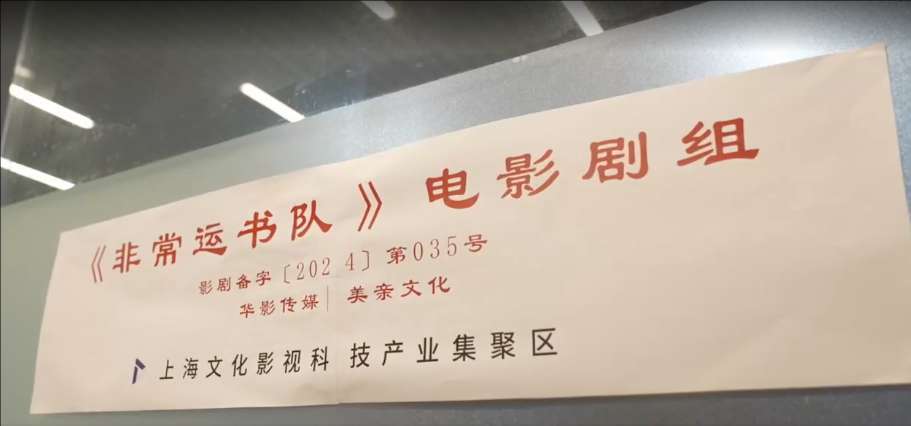 《非常运书队》电影剧组
影剧备字〔2024〕第035号
华影传媒|美亲文化
上海文化影视科技产业集聚区